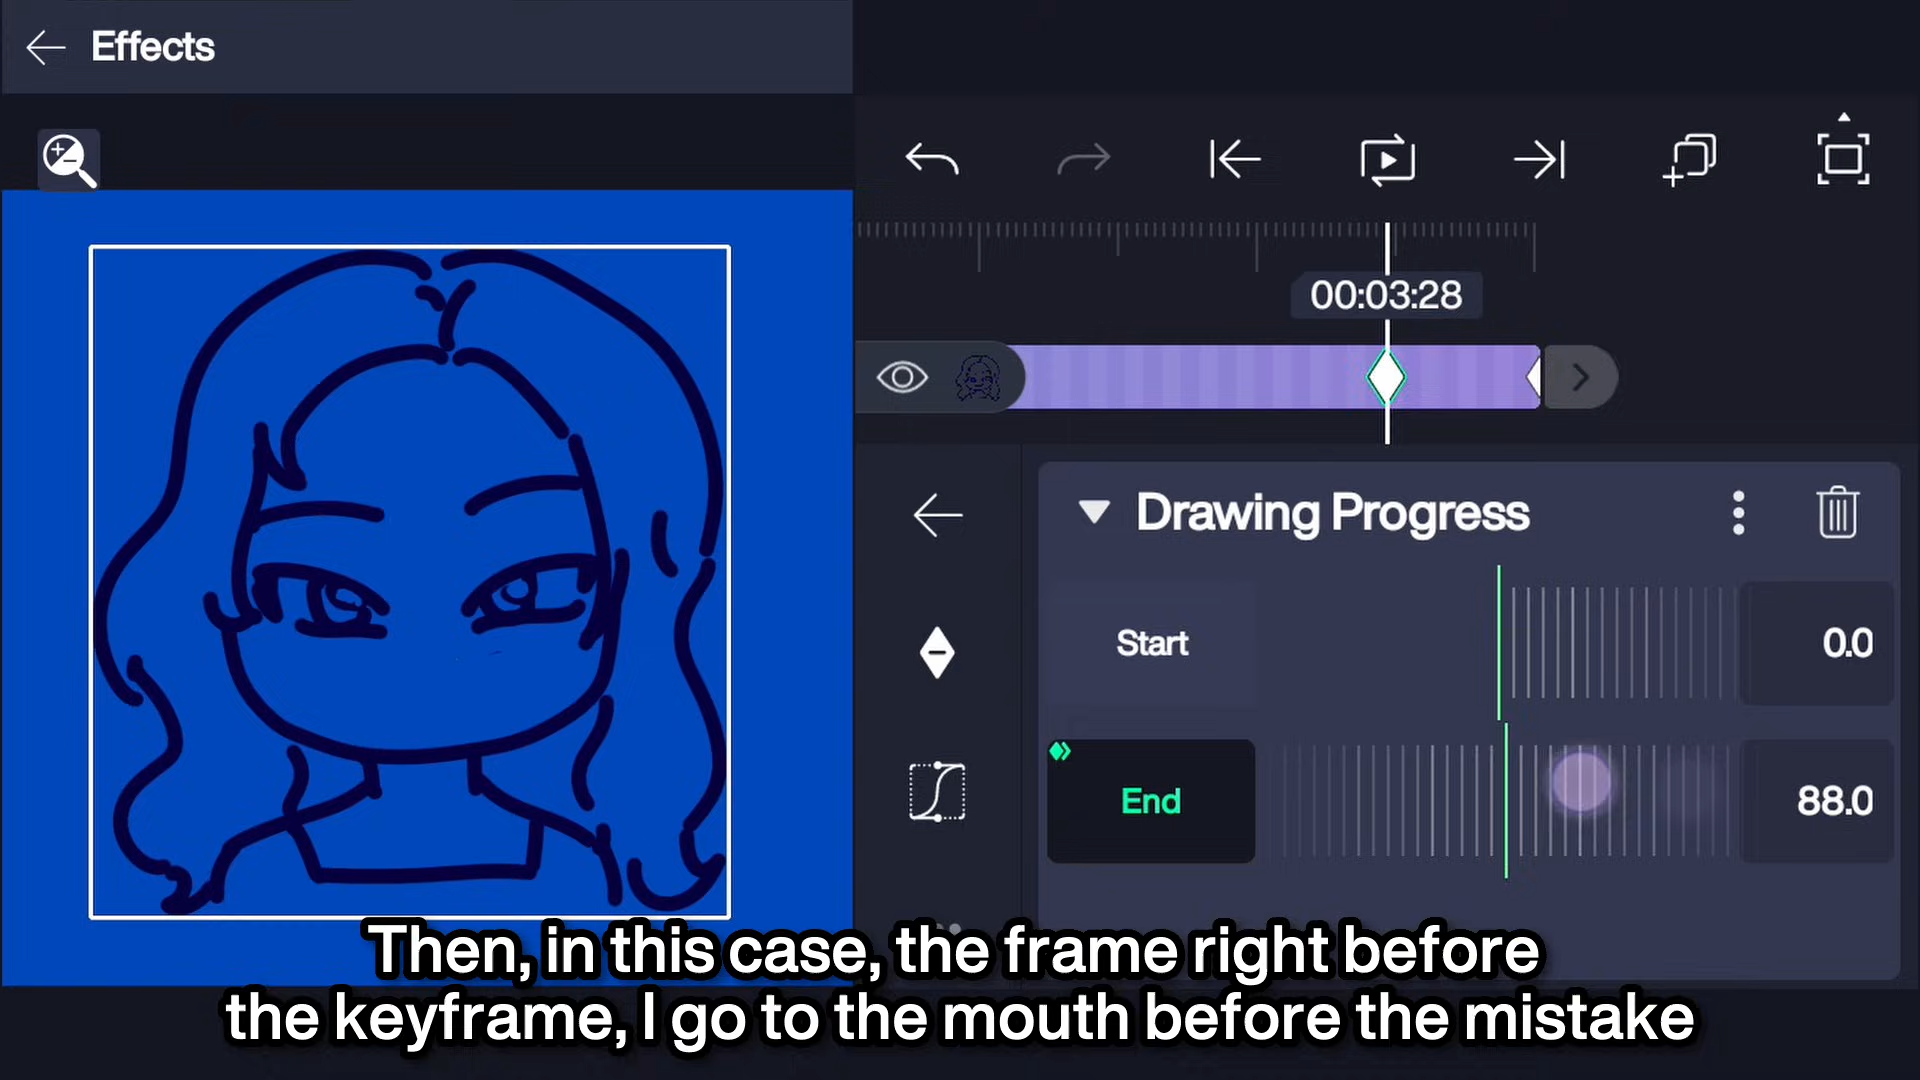 Effects
00:03:28
Drawing Progress
Start
0.0
End
88.0
Then, in this case, the frame right before
the keyframe, I go to the mouth before the mistake